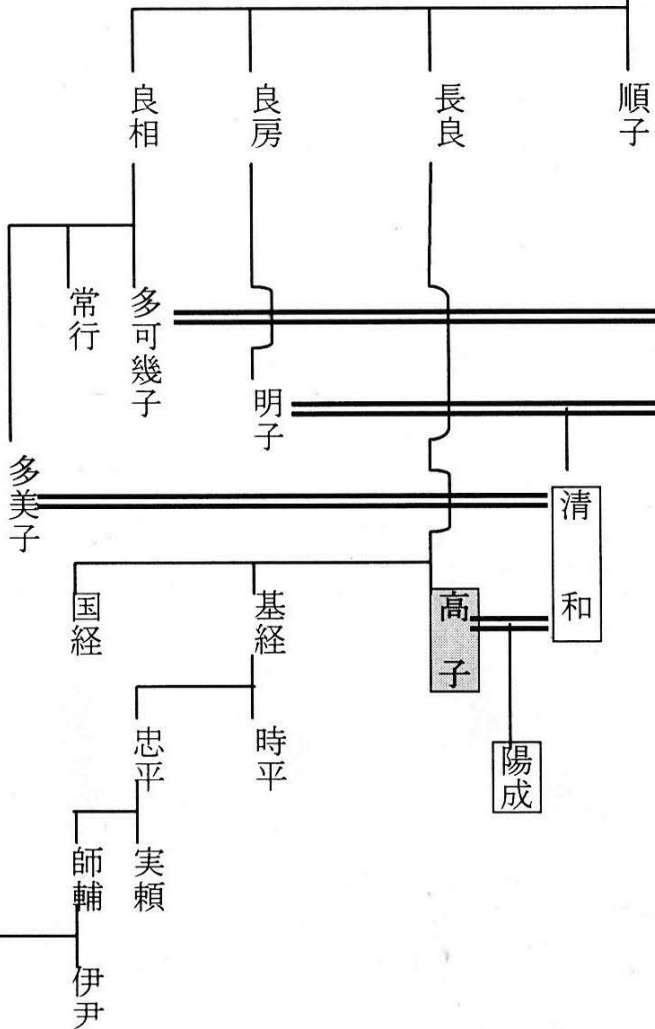 順子
長良
良房
良相
多可幾子
常行
明子
多美子
清和
高子
基経
国経
陽成
時平
忠平
実頼
師輔
伊尹